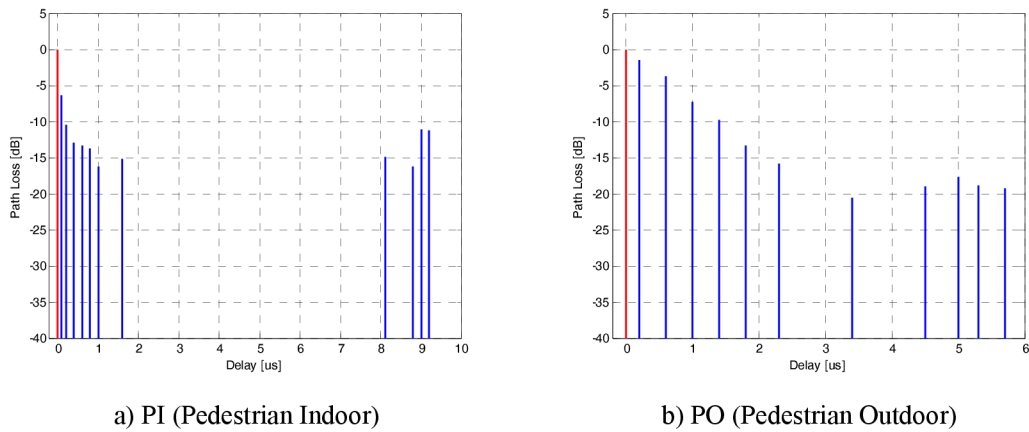 5
0
-5
-10
-15
-20
-25
-30
-35
-40
Path Loss [dB]
0 1 2 3 4 5 6 7 8 9 10
Delay [us]
a) PI (Pedestrian Indoor)
5
0
-5
-10
-15
-20
-25
-30
-35
-40
Path Loss [dB]
0 1 2 3 4 5 6
Delay [us]
b) PO (Pedestrian Outdoor)